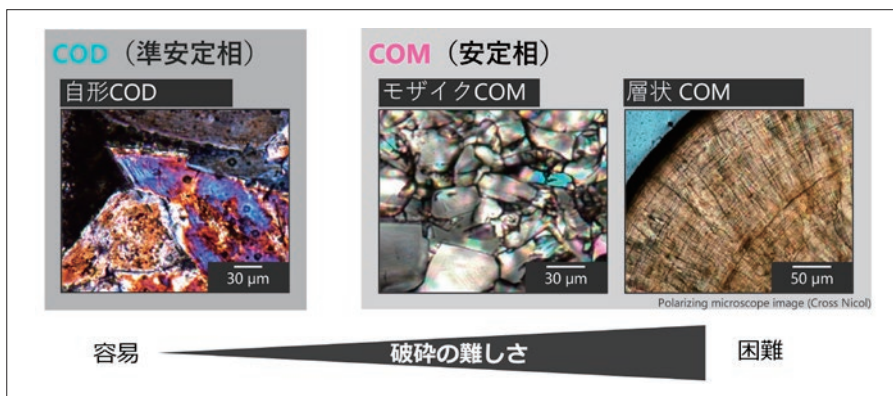 COD（準安定相）
自形COD
30 μm
COM（安定相）
モザイクCOM
30 μm
層状 COM
50 μm
Polarizing microscope image (Cross Nicol)
容易
破砕の難しさ
困難